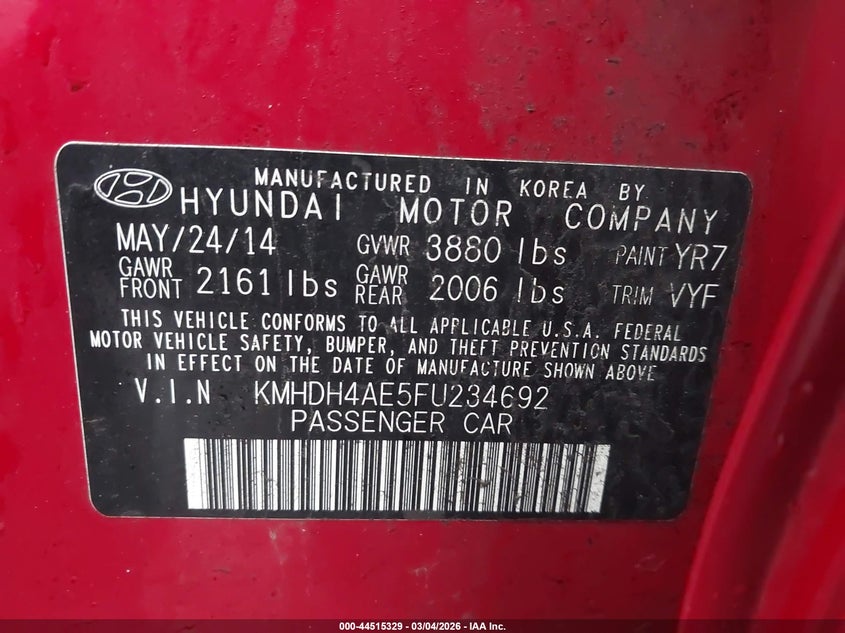 MANUFACTURED IN KOREA BY
HYUNDAI MOTOR COMPANY
MAY/24/14 GVWR 3880 lbs PAINT YR7
GAWR FRONT 2161 lbs GAWR REAR 2006 lbs TRIM VYF
THIS VEHICLE CONFORMS TO ALL APPLICABLE U.S.A. FEDERAL
MOTOR VEHICLE SAFETY, BUMPER, AND THEFT PREVENTION STANDARDS
IN EFFECT ON THE DATE OF MANUFACTURE SHOWN ABOVE
V.I.N KMHDH4AE5FU234692
PASSENGER CAR
000-44515329 - 03/04/2026 - IAA Inc.